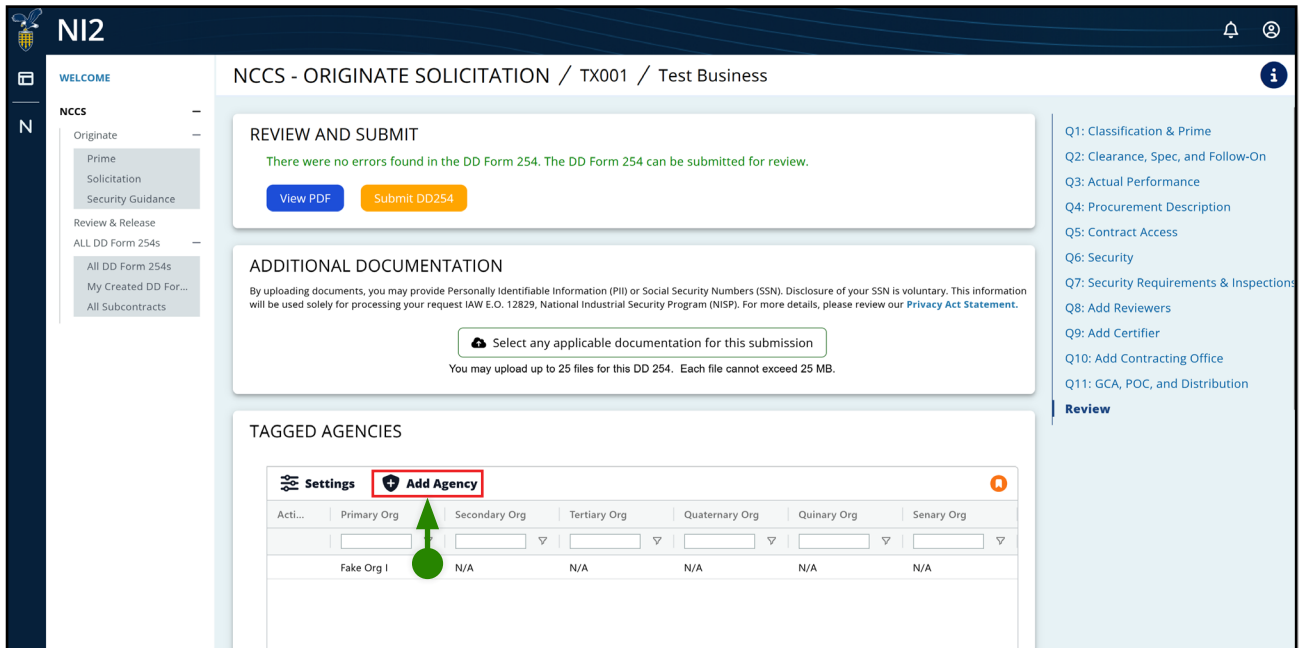 NI2
WELCOME
NCCS
Originate
Prime
Solicitation
Security Guidance
Review & Release
ALL DD Form 254s
All DD Form 254s
My Created DD For...
All Subcontracts
N
NCCS - ORIGINATE SOLICITATION / TX001 / Test Business
REVIEW AND SUBMIT
There were no errors found in the DD Form 254. The DD Form 254 can be submitted for review.
View PDF Submit DD254
ADDITIONAL DOCUMENTATION
By uploading documents, you may provide Personally Identifiable Information (PII) or Social Security Numbers (SSN). Disclosure of your SSN is voluntary. This information
will be used solely for processing your request IAW E.O. 12829, National Industrial Security Program (NISP). For more details, please review our Privacy Act Statement.
Select any applicable documentation for this submission
You may upload up to 25 files for this DD 254. Each file cannot exceed 25 MB.
TAGGED AGENCIES
Settings Add Agency
Acti... Primary Org Secondary Org Tertiary Org Quaternary Org Quinary Org Senary Org
Fake Org I N/A N/A N/A N/A N/A
Q1: Classification & Prime
Q2: Clearance, Spec, and Follow-On
Q3: Actual Performance
Q4: Procurement Description
Q5: Contract Access
Q6: Security
Q7: Security Requirements & Inspections
Q8: Add Reviewers
Q9: Add Certifier
Q10: Add Contracting Office
Q11: GCA, POC, and Distribution
Review